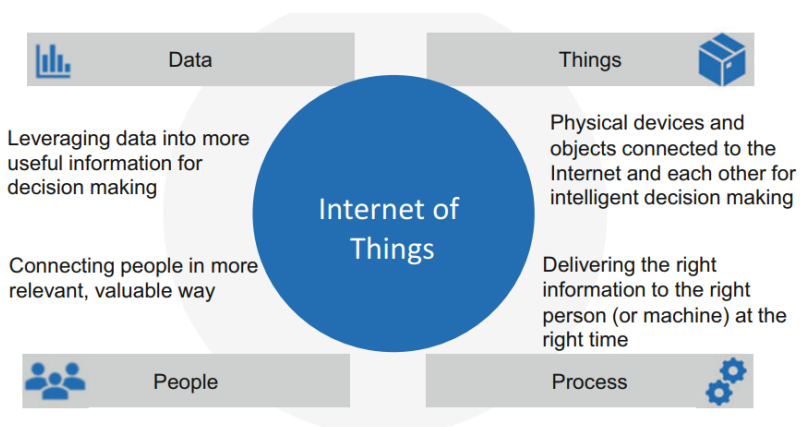 Data
Things
Leveraging data into more
useful information for
decision making
Physical devices and
objects connected to the
Internet and each other for
intelligent decision making
Internet of
Things
Connecting people in more
relevant, valuable way
Delivering the right
information to the right
person (or machine) at the
right time
People
Process